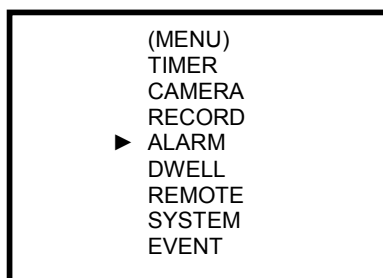 (MENU)
TIMER
CAMERA
RECORD
► ALARM
DWELL
REMOTE
SYSTEM
EVENT